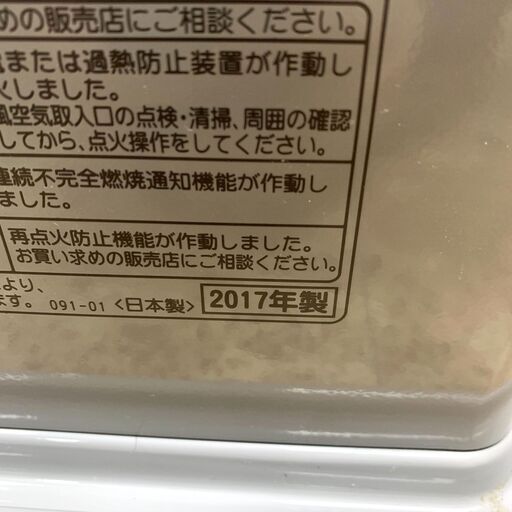 めの販売店にご相談ください。
または過熱防止装置が作動し
しました。
空気取入口の点検・清掃、周囲の確認
してから、点火操作をしてください。
連続不完全燃焼通知機能が作動し
ました。
再点火防止機能が作動しました。
お買い求めの販売店にご相談ください。
より、
ます。 091-01 <日本製> 2017年製